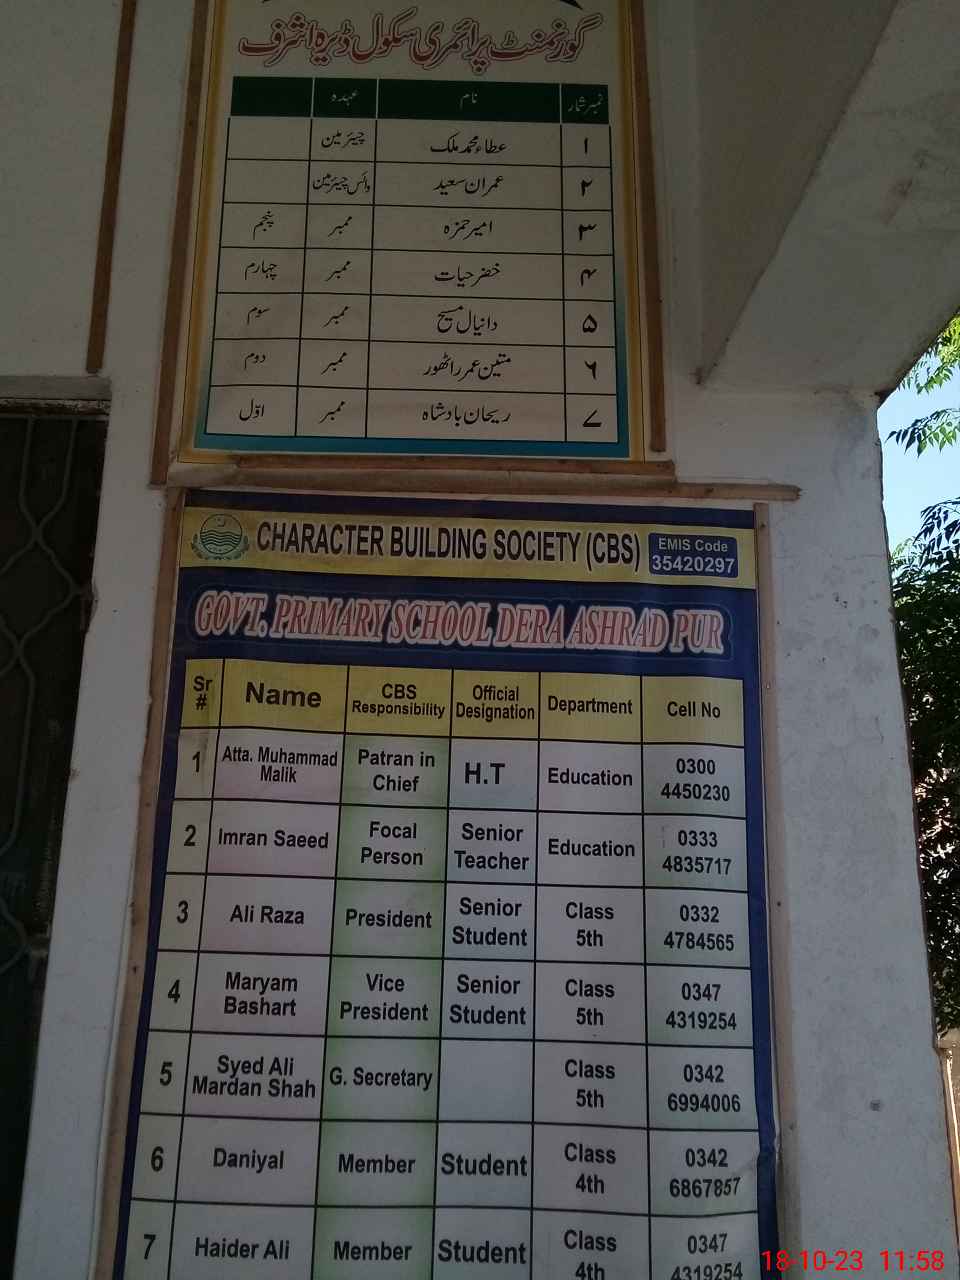 گورنمنٹ پرائمری سکول ڈیرہ اشرف
نمبر شمار نام عہدہ
۱ عطاء محمد ملک چیئرمین
۲ عمران سعید وائس چیئرمین
۳ امیر حمزہ ممبر پنجم
۴ خضر حیات ممبر چہارم
۵ دانیال مسیح ممبر سوم
۶ متین عمر راٹھور ممبر دوم
۷ ریحان بادشاہ ممبر اوّل
CHARACTER BUILDING SOCIETY (CBS)
EMIS Code
35420297
GOVT. PRIMARY SCHOOL DERA ASHRAD PUR
Sr # Name CBS Responsibility Official Designation Department Cell No
1 Atta. Muhammad Malik Patran in Chief H.T Education 0300 4450230
2 Imran Saeed Focal Person Senior Teacher Education 0333 4835717
3 Ali Raza President Senior Student Class 5th 0332 4784565
4 Maryam Bashart Vice President Senior Student Class 5th 0347 4319254
5 Syed Ali Mardan Shah G. Secretary Class 5th 0342 6994006
6 Daniyal Member Student Class 4th 0342 6867857
7 Haider Ali Member Student Class 4th 0347 4319254
18-10-23 11:58